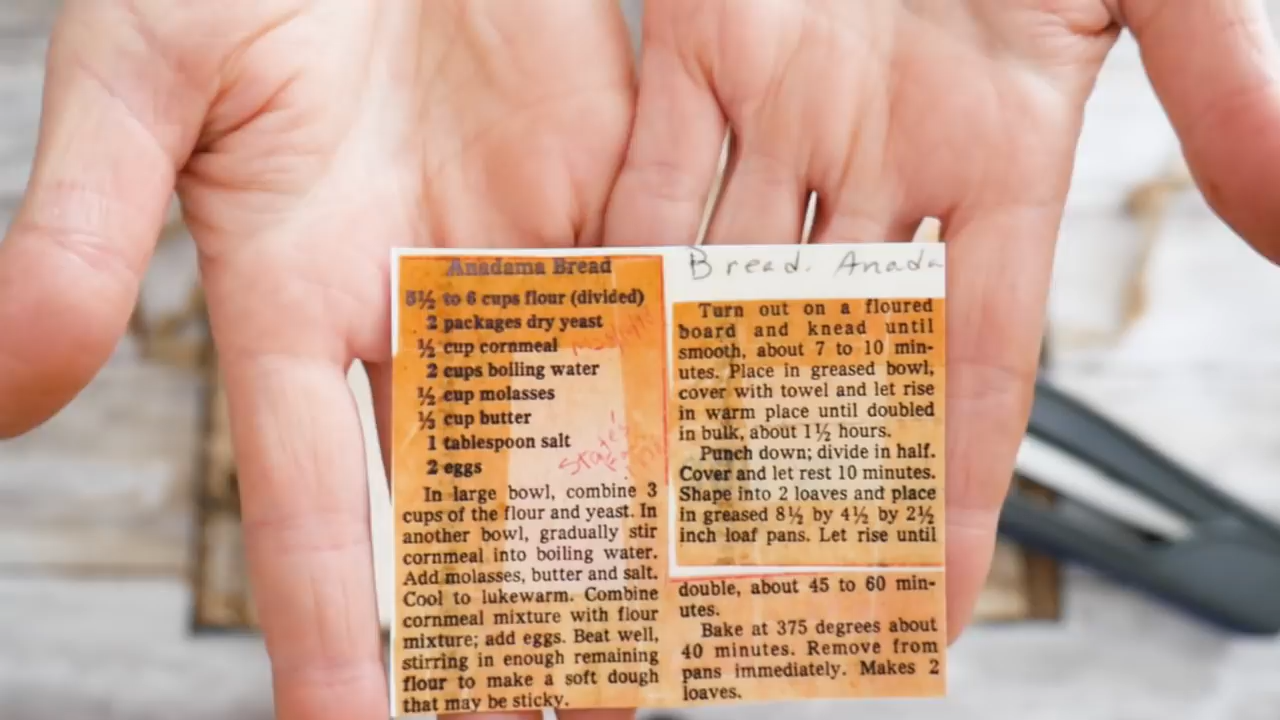 Anadama Bread
5½ to 6 cups flour (divided)
2 packages dry yeast
½ cup cornmeal
2 cups boiling water
½ cup molasses
⅓ cup butter
1 tablespoon salt
2 eggs
In large bowl, combine 3
cups of the flour and yeast. In
another bowl, gradually stir
cornmeal into boiling water.
Add molasses, butter and salt.
Cool to lukewarm. Combine
cornmeal mixture with flour
mixture; add eggs. Beat well,
stirring in enough remaining
flour to make a soft dough
that may be sticky.
Bread. Anada
Turn out on a floured
board and knead until
smooth, about 7 to 10 min-
utes. Place in greased bowl,
cover with towel and let rise
in warm place until doubled
in bulk, about 1½ hours.
Punch down; divide in half.
Cover and let rest 10 minutes.
Shape into 2 loaves and place
in greased 8½ by 4½ by 2½
inch loaf pans. Let rise until
double, about 45 to 60 min-
utes.
Bake at 375 degrees about
40 minutes. Remove from
pans immediately. Makes 2
loaves.